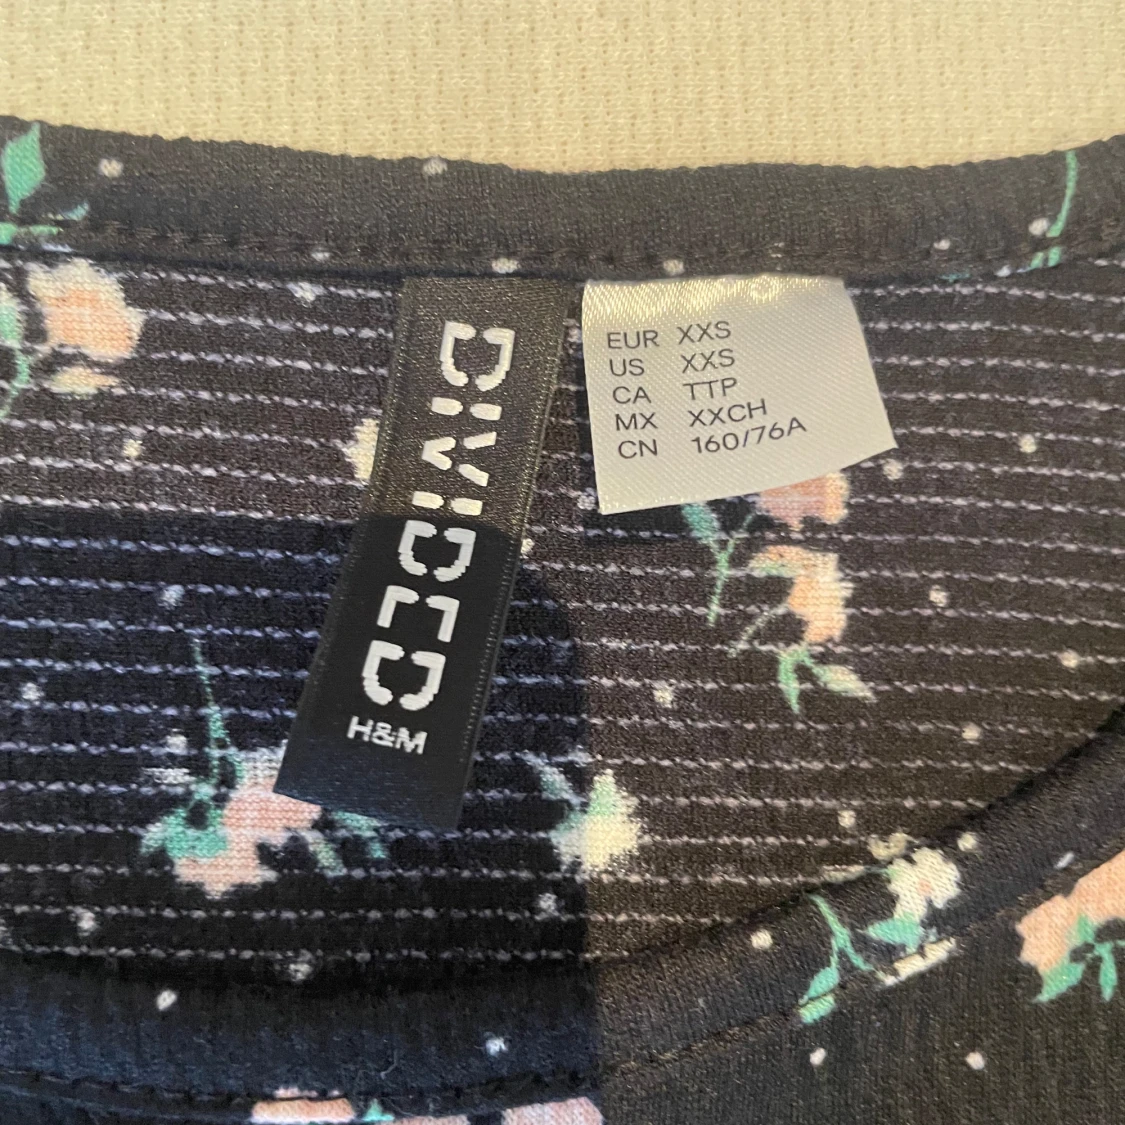 DIVIDED
H&M
EUR XXS
US XXS
CA TTP
MX XXCH
CN 160/76A